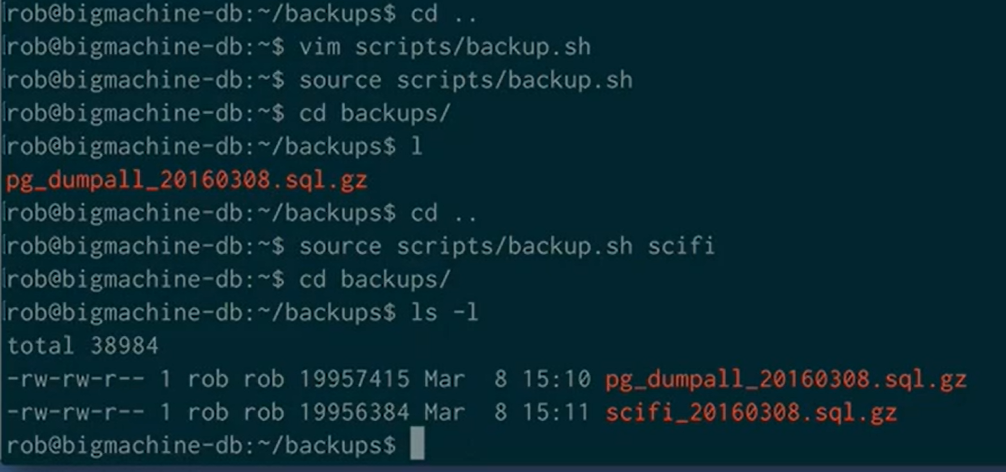 rob@bigmachine-db:~/backups$ cd ..
rob@bigmachine-db:~$ vim scripts/backup.sh
rob@bigmachine-db:~$ source scripts/backup.sh
rob@bigmachine-db:~$ cd backups/
rob@bigmachine-db:~/backups$ l
pg_dumpall_20160308.sql.gz
rob@bigmachine-db:~/backups$ cd ..
rob@bigmachine-db:~$ source scripts/backup.sh scifi
rob@bigmachine-db:~$ cd backups/
rob@bigmachine-db:~/backups$ ls -l
total 38984
-rw-rw-r-- 1 rob rob 19957415 Mar  8 15:10 pg_dumpall_20160308.sql.gz
-rw-rw-r-- 1 rob rob 19956384 Mar  8 15:11 scifi_20160308.sql.gz
rob@bigmachine-db:~/backups$